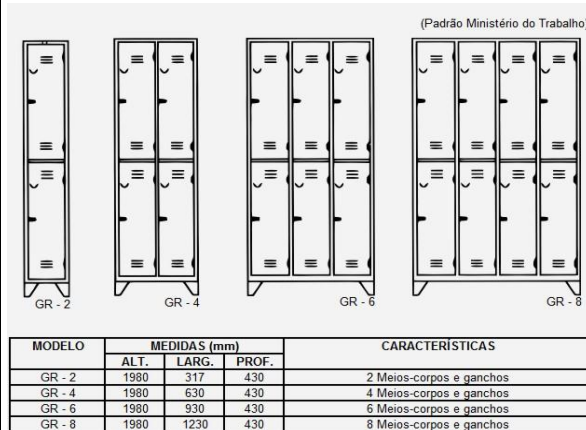 (Padrão Ministério do Trabalho)
GR - 2
GR - 4
GR - 6
GR - 8
MODELO MEDIDAS (mm) CARACTERÍSTICAS
ALT. LARG. PROF.
GR - 2 1980 317 430 2 Meios-corpos e ganchos
GR - 4 1980 630 430 4 Meios-corpos e ganchos
GR - 6 1980 930 430 6 Meios-corpos e ganchos
GR - 8 1980 1230 430 8 Meios-corpos e ganchos